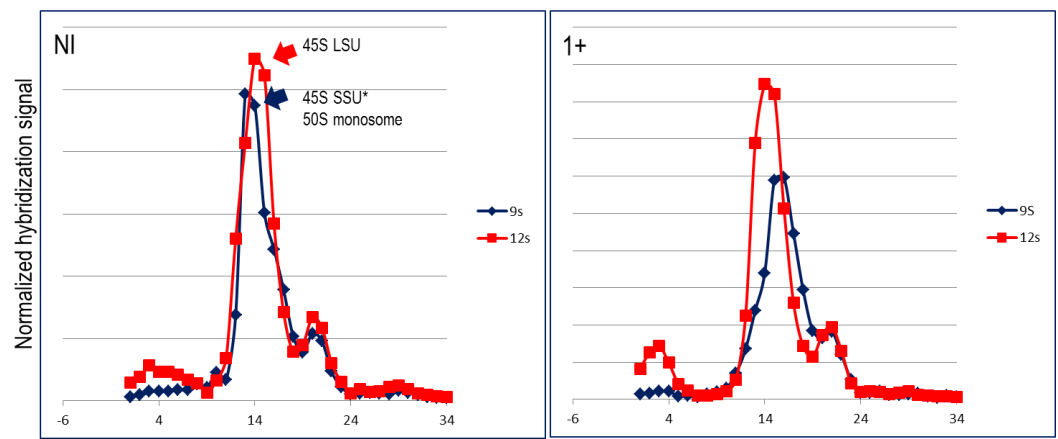 NI
45S LSU
45S SSU*
50S monosome
Normalized hybridization signal
9s
12s
-6 4 14 24 34
1+
9S
12s
-6 4 14 24 34